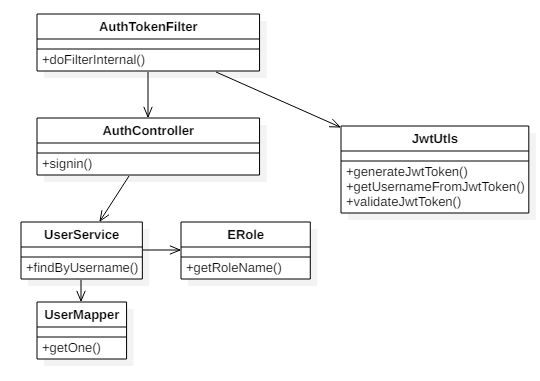 AuthTokenFilter
+doFilterInternal()
AuthController
+signin()
JwtUtls
+generateJwtToken()
+getUsernameFromJwtToken()
+validateJwtToken()
UserService
+findByUsername()
ERole
+getRoleName()
UserMapper
+getOne()